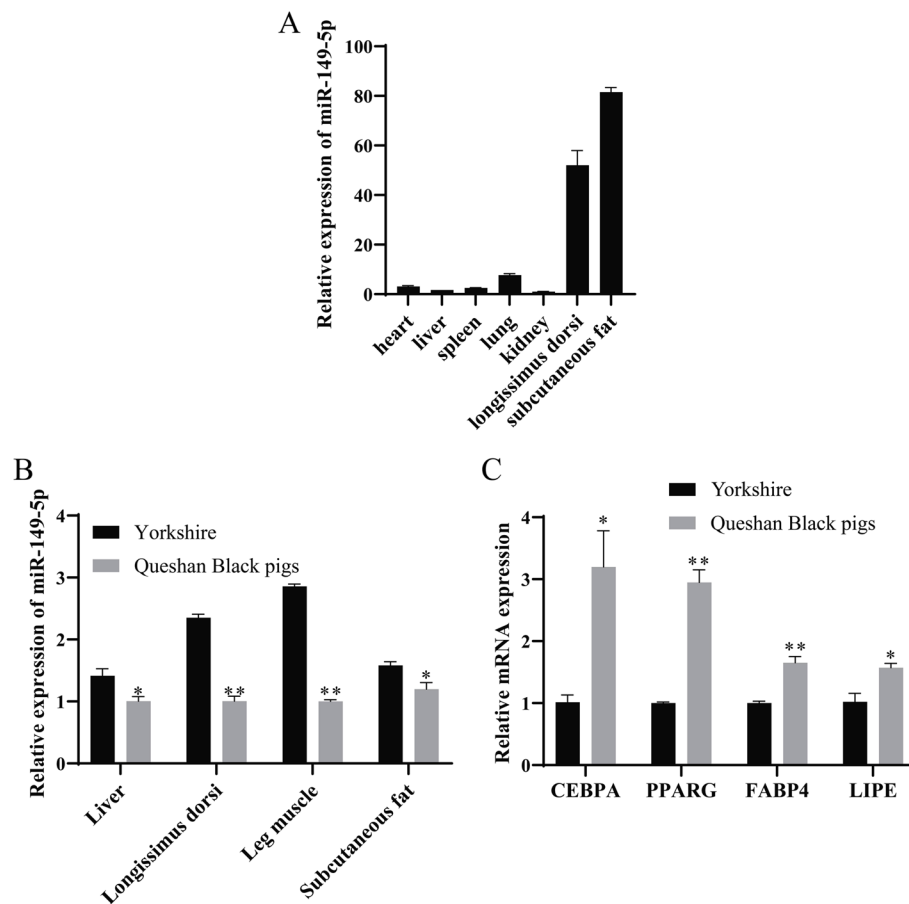 A
Relative expression of miR-149-5p
100
80
60
40
20
0
heart
liver
spleen
lung
kidney
longissimus dorsi
subcutaneous fat
B
Relative expression of miR-149-5p
4
3
2
1
0
Yorkshire
Queshan Black pigs
*
**
**
*
Liver
Longissimus dorsi
Leg muscle
Subcutaneous fat
C
Yorkshire
Queshan Black pigs
Relative mRNA expression
4
3
2
1
0
*
**
**
*
CEBPA PPARG FABP4 LIPE